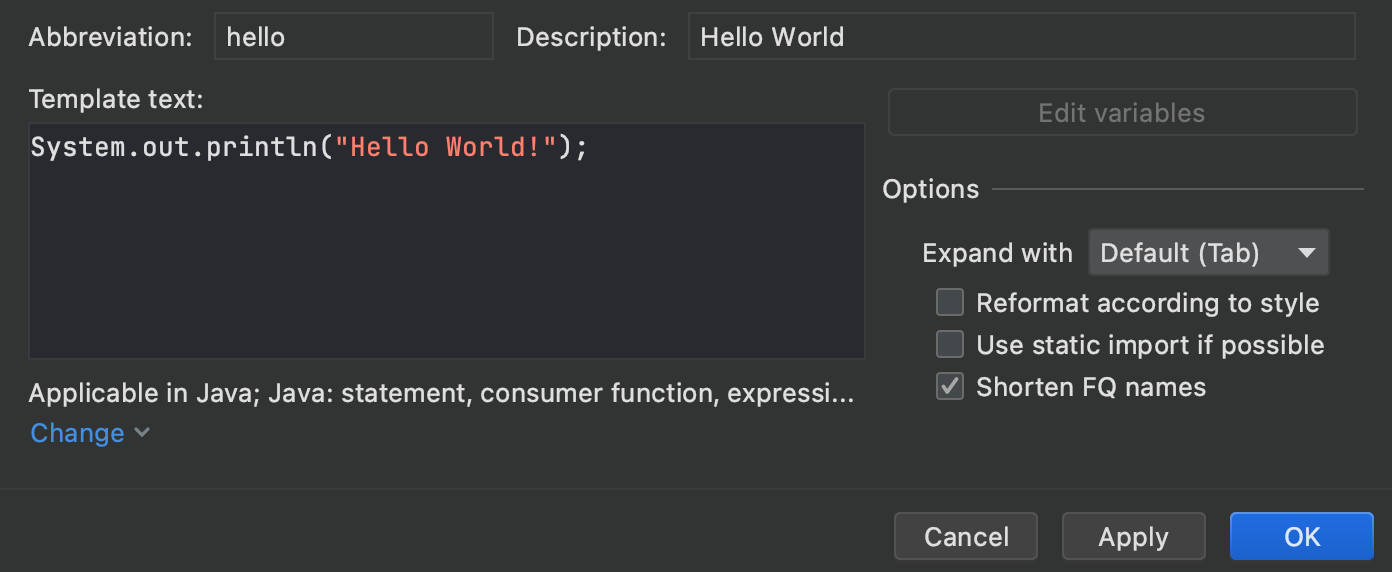 Abbreviation: hello Description: Hello World
Template text:
Edit variables
System.out.println("Hello World!");
Options
Expand with Default (Tab)
Reformat according to style
Use static import if possible
Shorten FQ names
Applicable in Java; Java: statement, consumer function, expressi...
Change
Cancel Apply OK